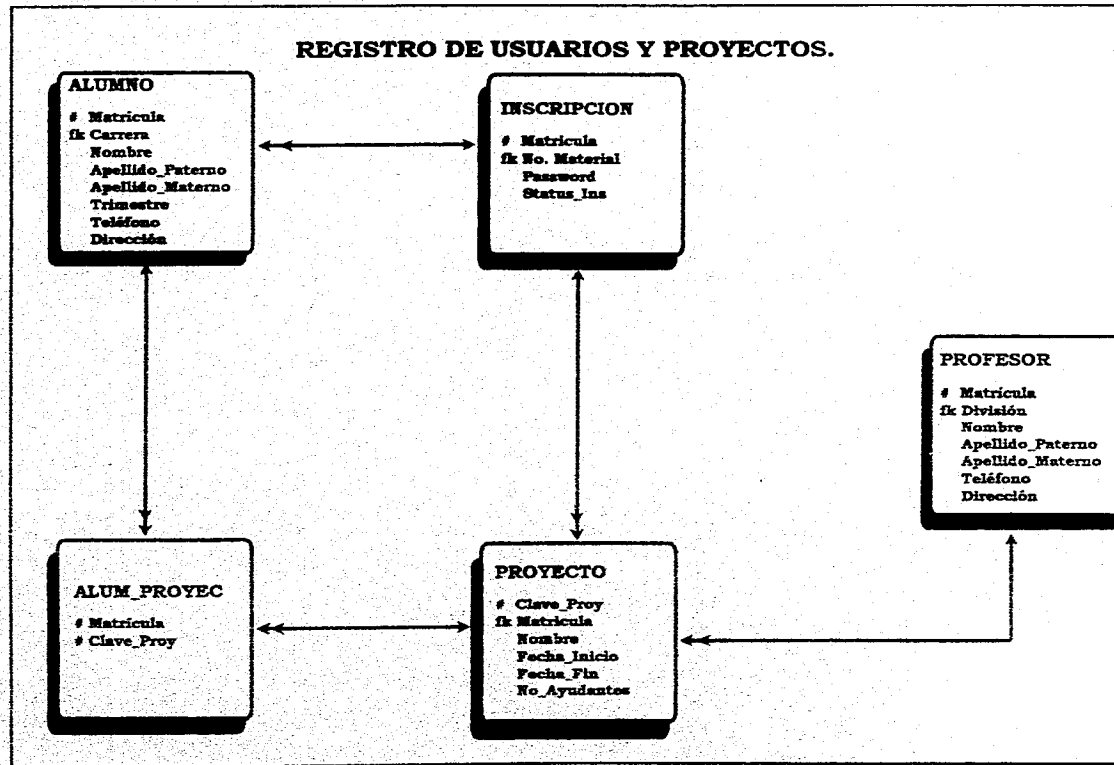 REGISTRO DE USUARIOS Y PROYECTOS.
ALUMNO
# Matricula
fk Carrera
Nombre
Apellido_Paterno
Apellido_Materno
Trimestre
Teléfono
Dirección
INSCRIPCION
# Matricula
fk No. Material
Password
Status_Ins
PROFESOR
# Matrícula
fk División
Nombre
Apellido_Paterno
Apellido_Materno
Teléfono
Dirección
ALUM_PROYEC
# Matrícula
# Clave_Proy
PROYECTO
# Clave_Proy
fk Matricula
Nombre
Fecha_Inicio
Fecha_Fin
No_Ayudantes